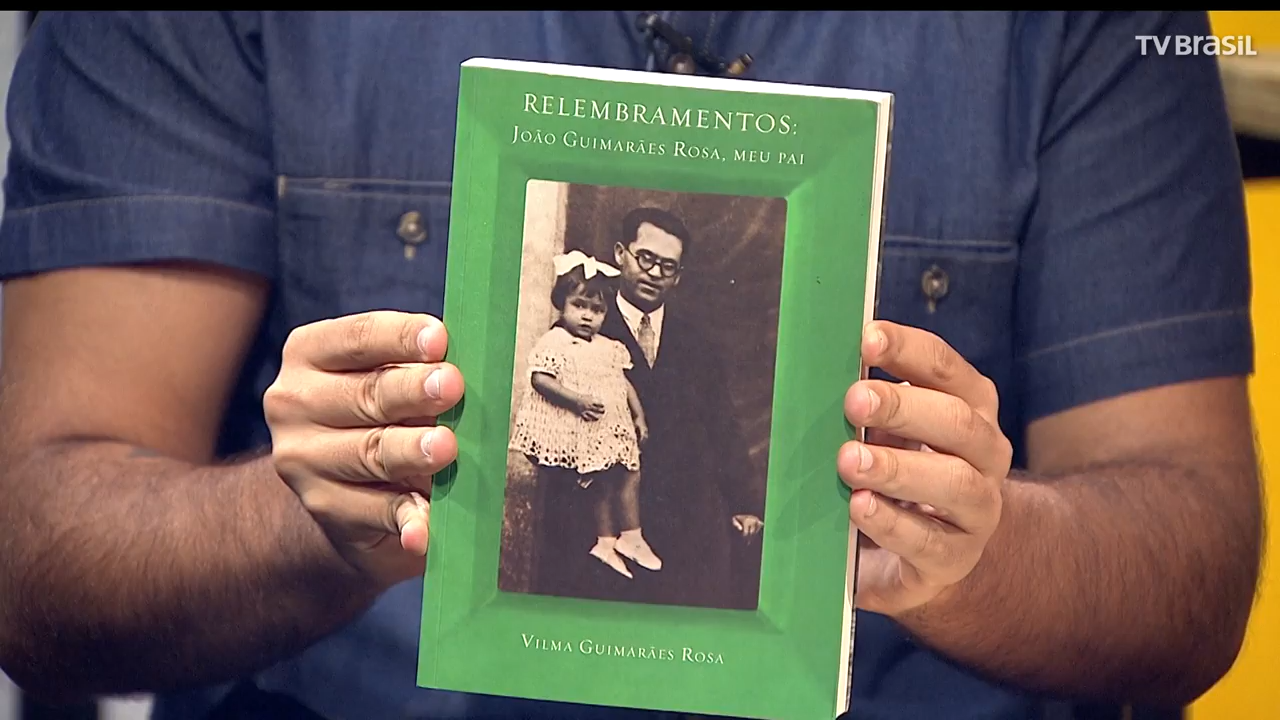 TV BRASIL
RELEMBRAMENTOS:
JOÃO GUIMARÃES ROSA, MEU PAI
VILMA GUIMARÃES ROSA